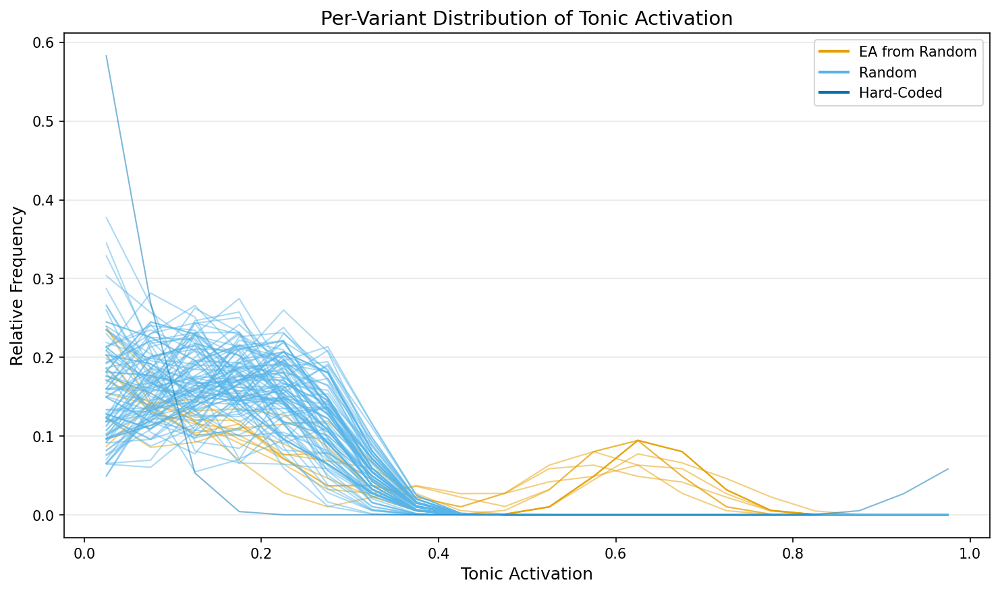 Per-Variant Distribution of Tonic Activation
EA from Random
Random
Hard-Coded
Relative Frequency
0.6
0.5
0.4
0.3
0.2
0.1
0.0
0.0 0.2 0.4 0.6 0.8 1.0
Tonic Activation